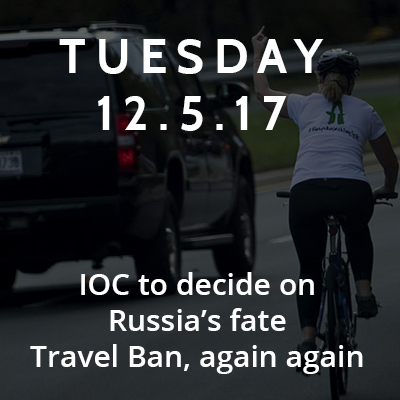 TUESDAY
12.5.17
IOC to decide on
Russia's fate
Travel Ban, again again